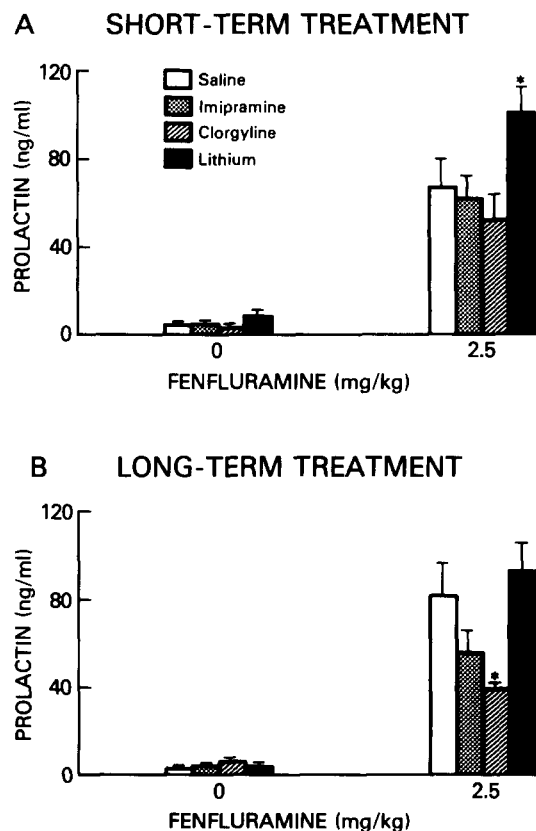 A SHORT-TERM TREATMENT
120
80
40
0
PROLACTIN (ng/ml)
Saline
Imipramine
Clorgyline
Lithium
*
0 2.5
FENFLURAMINE (mg/kg)
B LONG-TERM TREATMENT
120
80
40
0
PROLACTIN (ng/ml)
*
0 2.5
FENFLURAMINE (mg/kg)